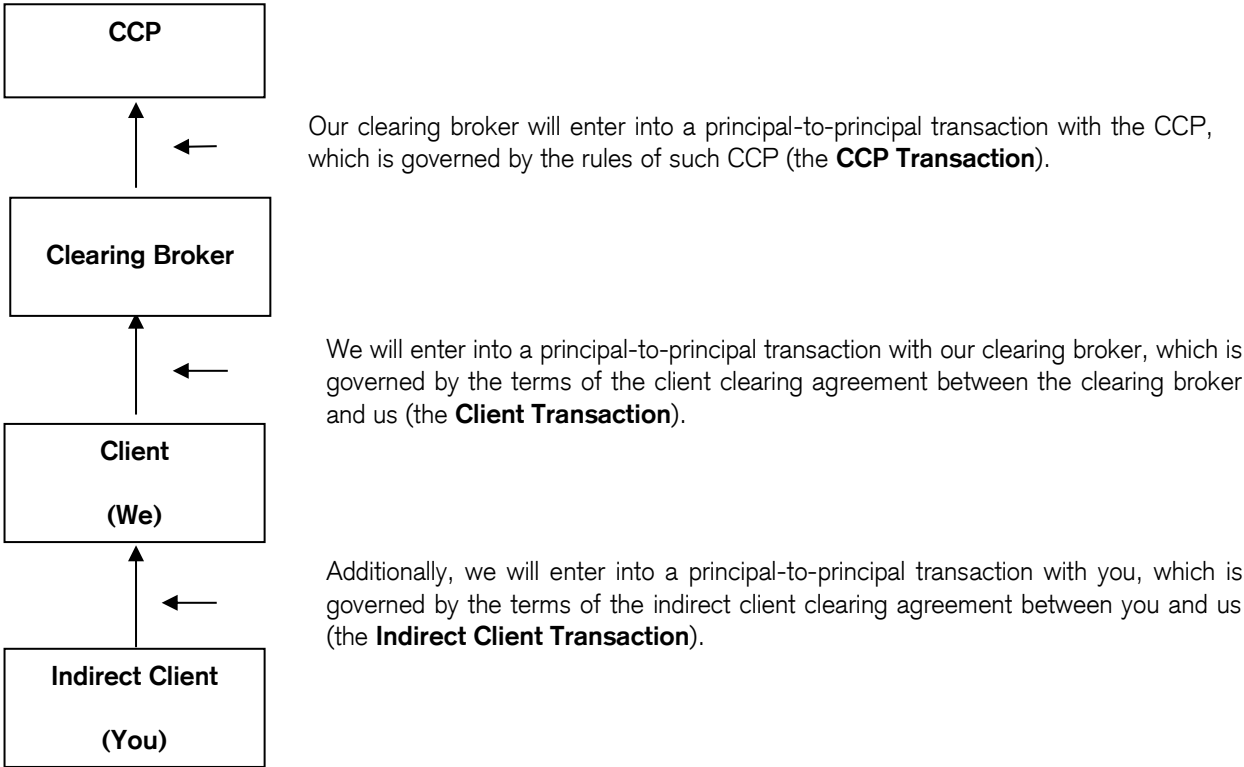 CCP
Our clearing broker will enter into a principal-to-principal transaction with the CCP,
which is governed by the rules of such CCP (the CCP Transaction).
Clearing Broker
We will enter into a principal-to-principal transaction with our clearing broker, which is
governed by the terms of the client clearing agreement between the clearing broker
and us (the Client Transaction).
Client
(We)
Additionally, we will enter into a principal-to-principal transaction with you, which is
governed by the terms of the indirect client clearing agreement between you and us
(the Indirect Client Transaction).
Indirect Client
(You)